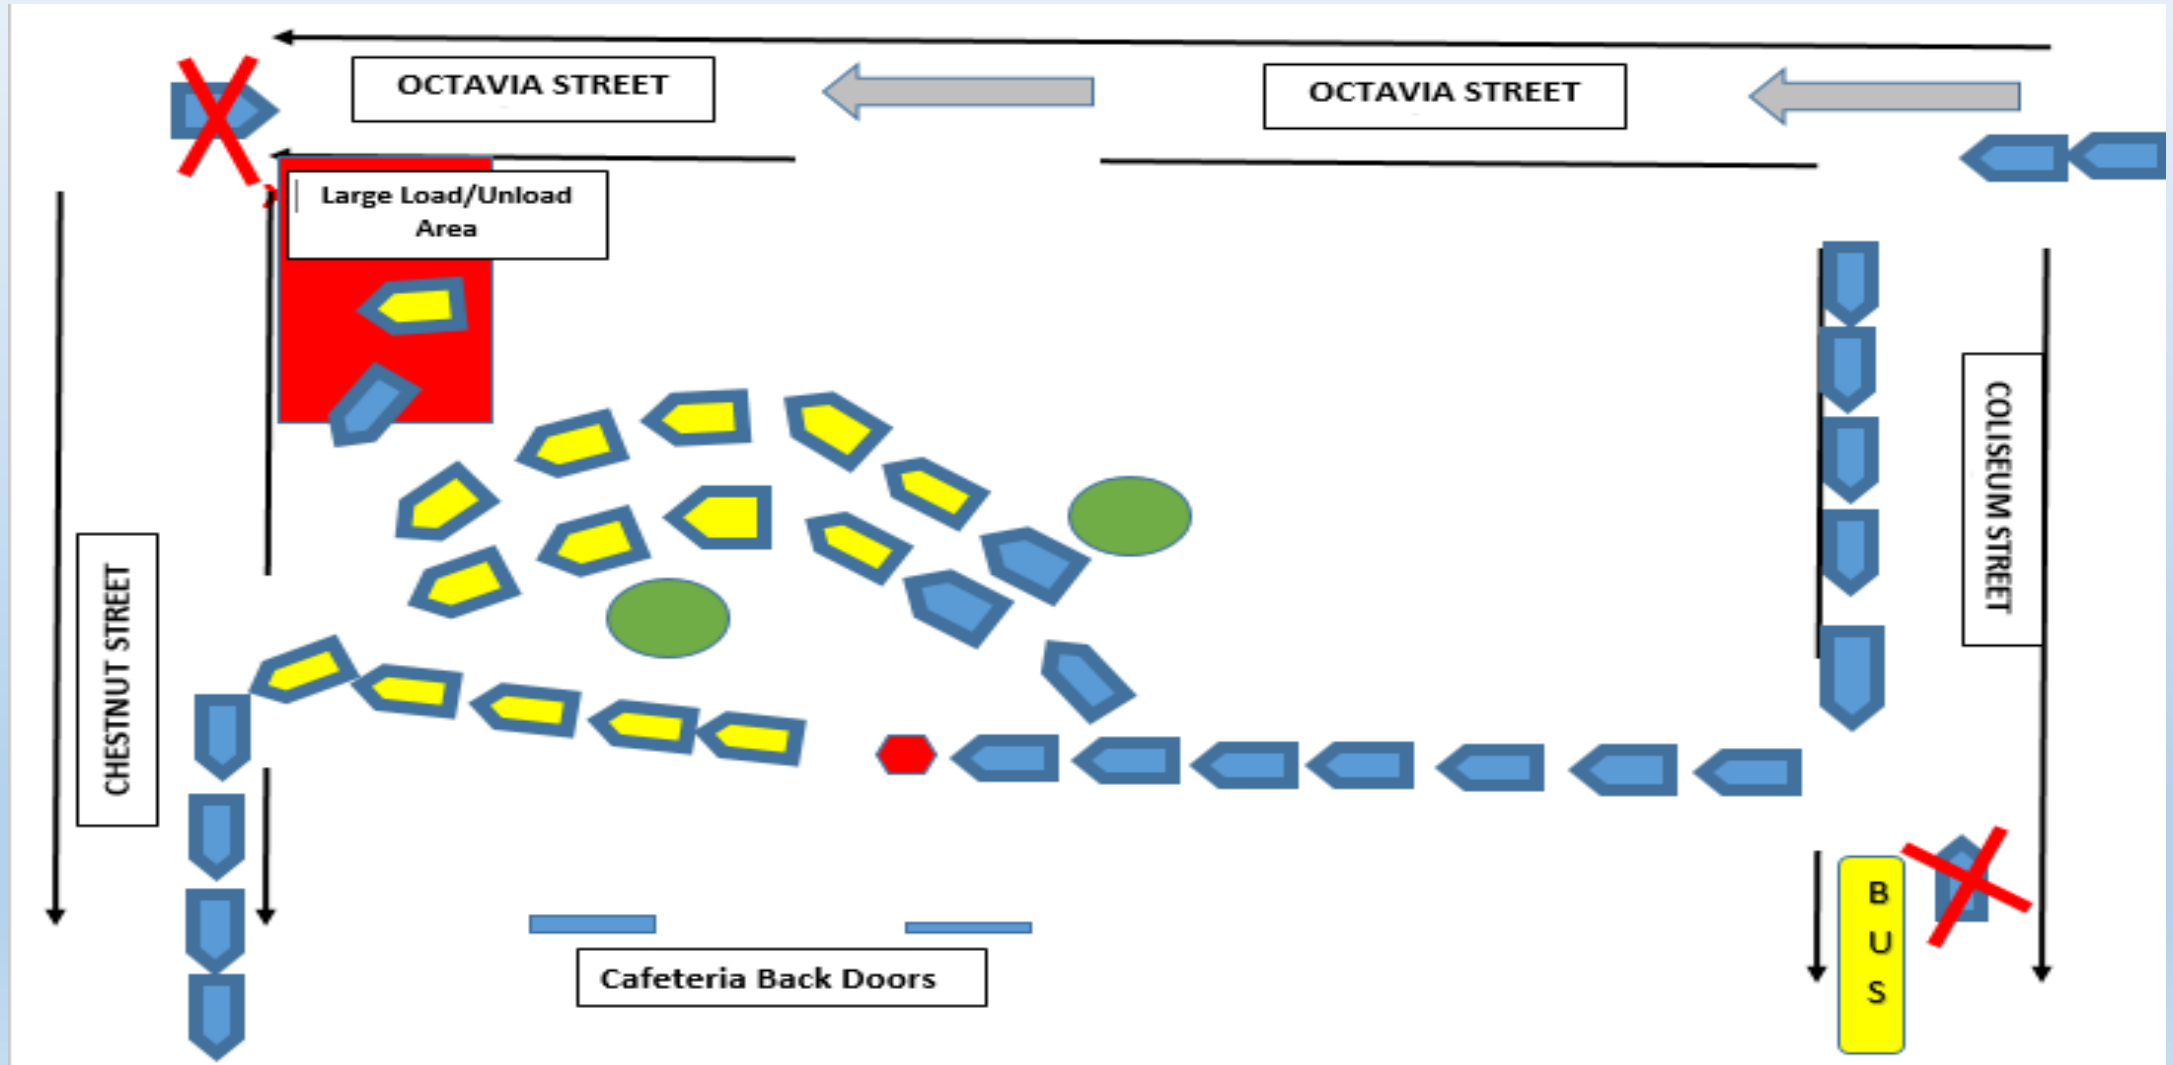 OCTAVIA STREET
OCTAVIA STREET
Large Load/Unload
Area
COLISEUM STREET
CHESTNUT STREET
B
U
S
Cafeteria Back Doors